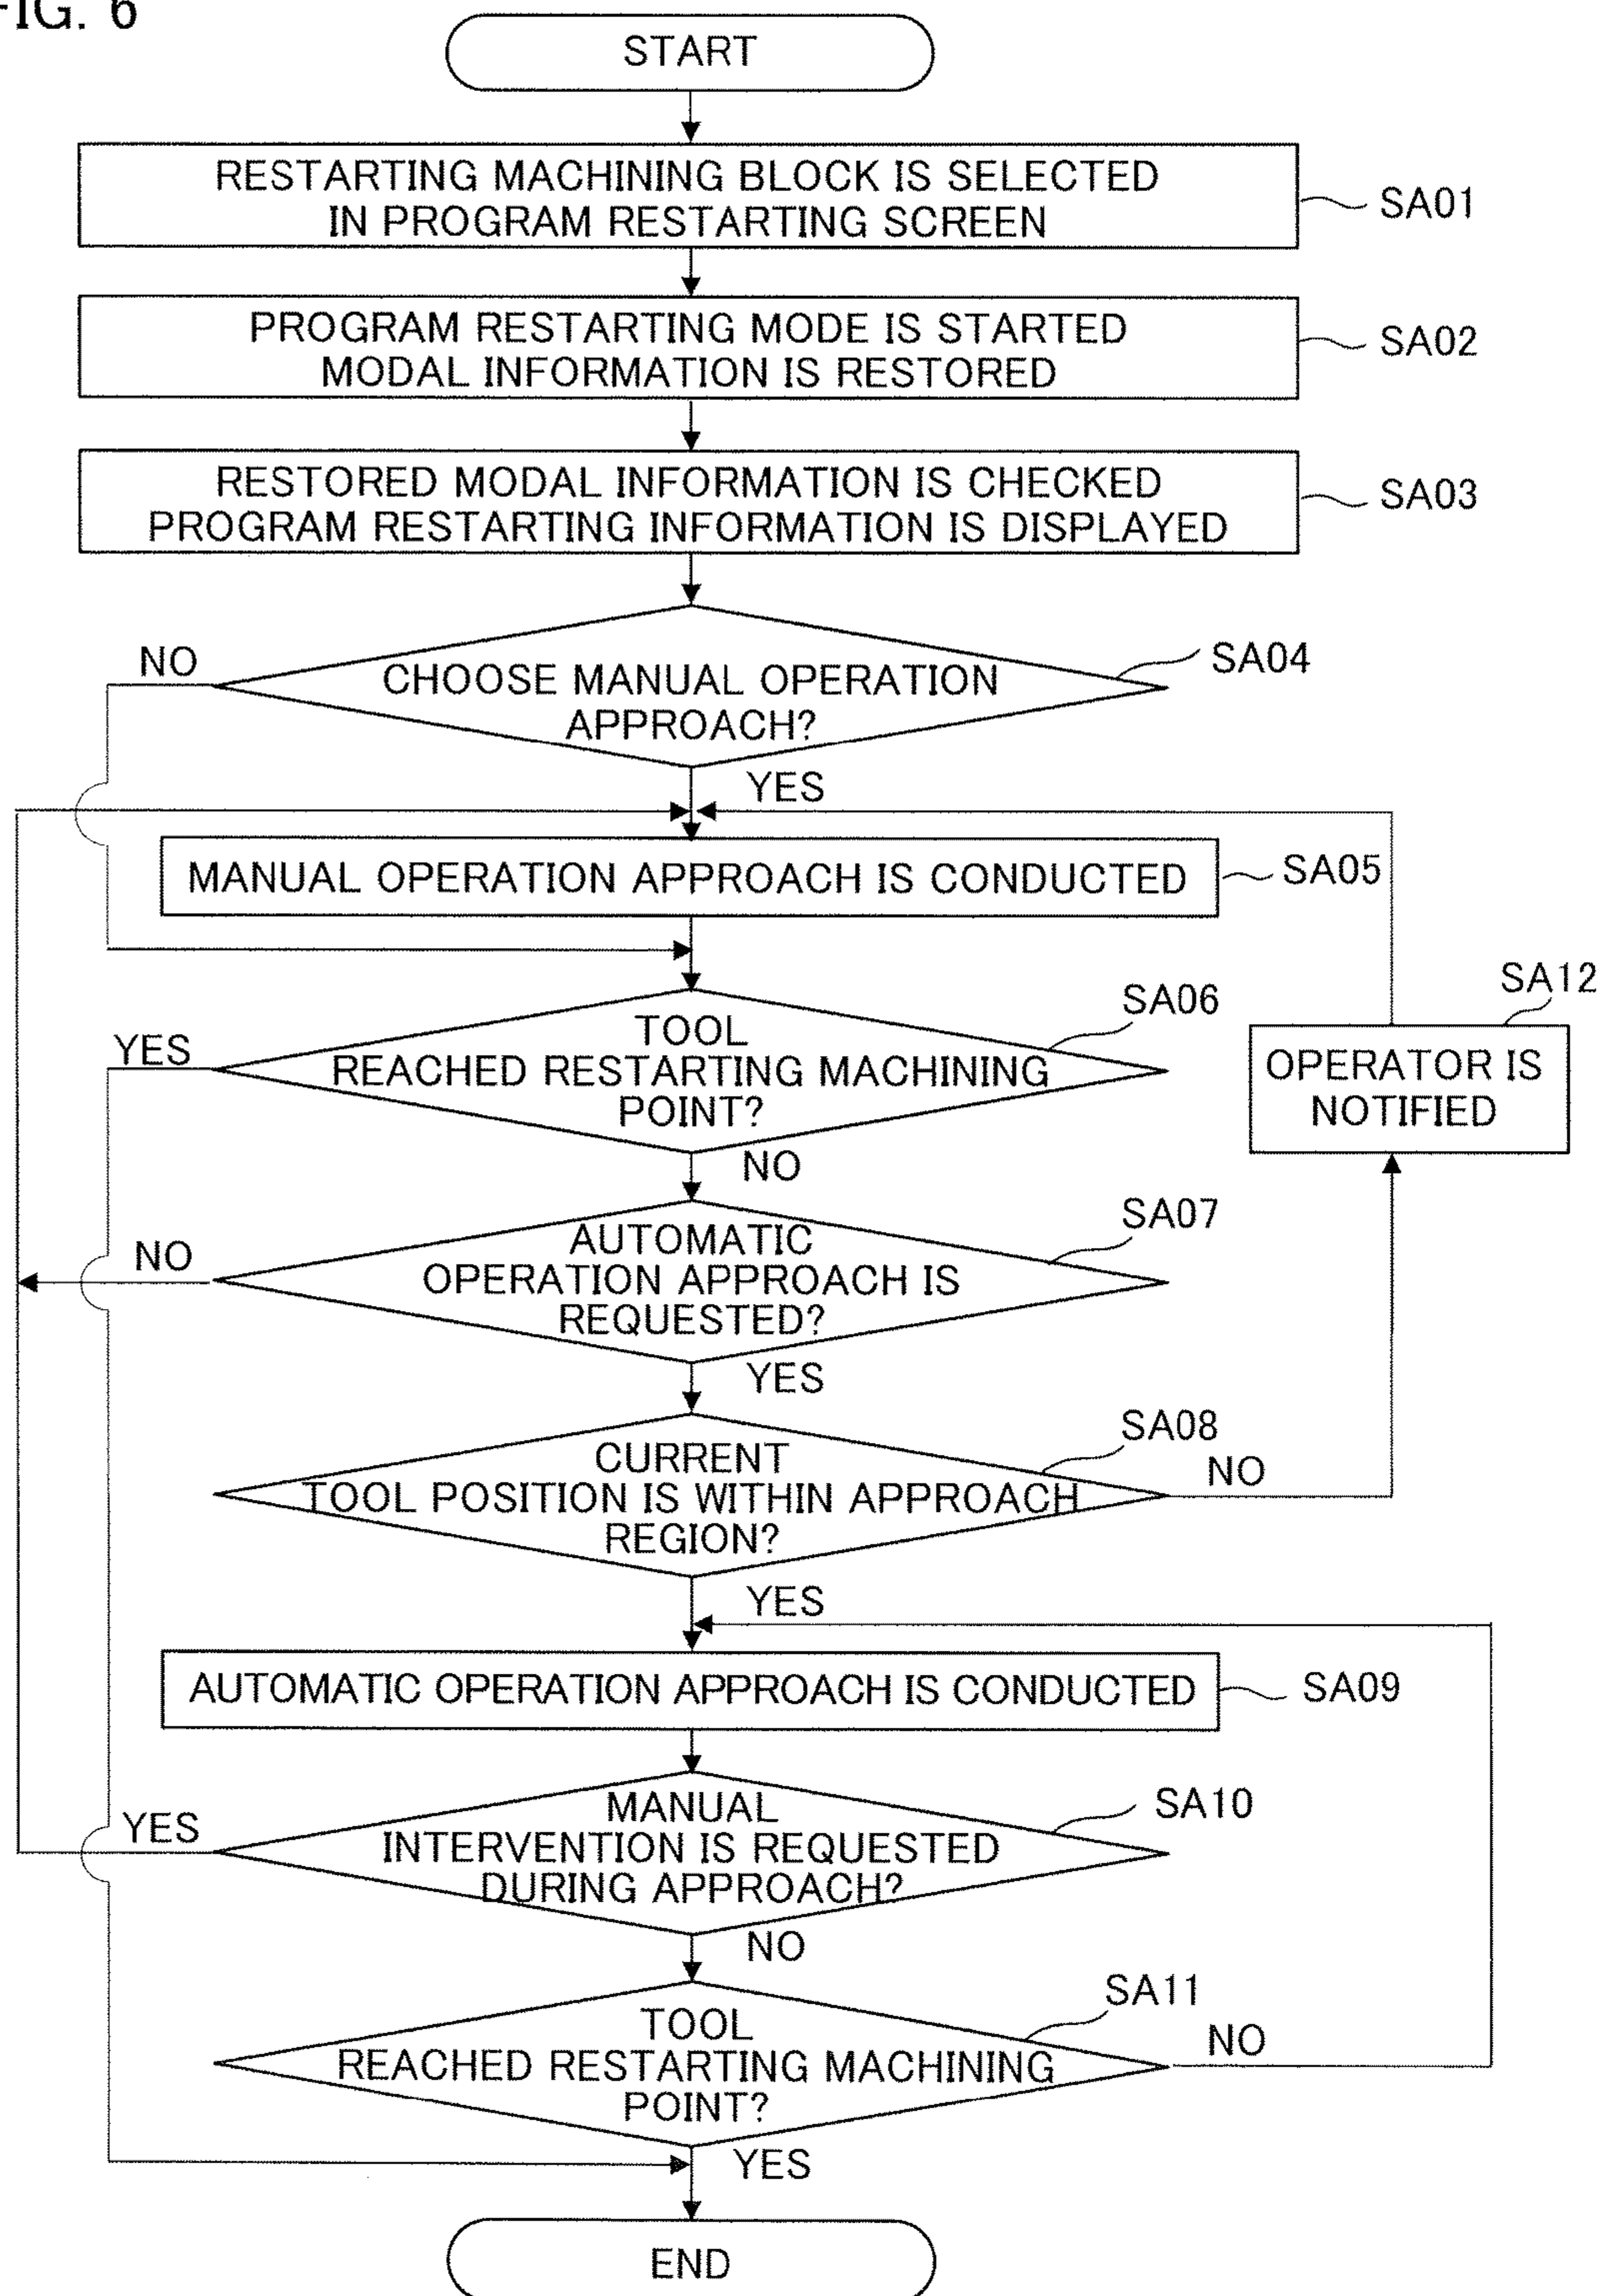 FIG. 6
START
RESTARTING MACHINING BLOCK IS SELECTED
IN PROGRAM RESTARTING SCREEN
SA01
PROGRAM RESTARTING MODE IS STARTED
MODAL INFORMATION IS RESTORED
SA02
RESTORED MODAL INFORMATION IS CHECKED
PROGRAM RESTARTING INFORMATION IS DISPLAYED
SA03
NO
CHOOSE MANUAL OPERATION
APPROACH?
SA04
YES
MANUAL OPERATION APPROACH IS CONDUCTED
SA05
SA12
OPERATOR IS
NOTIFIED
SA06
YES
TOOL
REACHED RESTARTING MACHINING
POINT?
NO
SA07
NO
AUTOMATIC
OPERATION APPROACH IS
REQUESTED?
YES
SA08
CURRENT
TOOL POSITION IS WITHIN APPROACH
REGION?
NO
YES
AUTOMATIC OPERATION APPROACH IS CONDUCTED
SA09
YES
MANUAL
INTERVENTION IS REQUESTED
DURING APPROACH?
SA10
NO
SA11
TOOL
REACHED RESTARTING MACHINING
POINT?
NO
YES
END